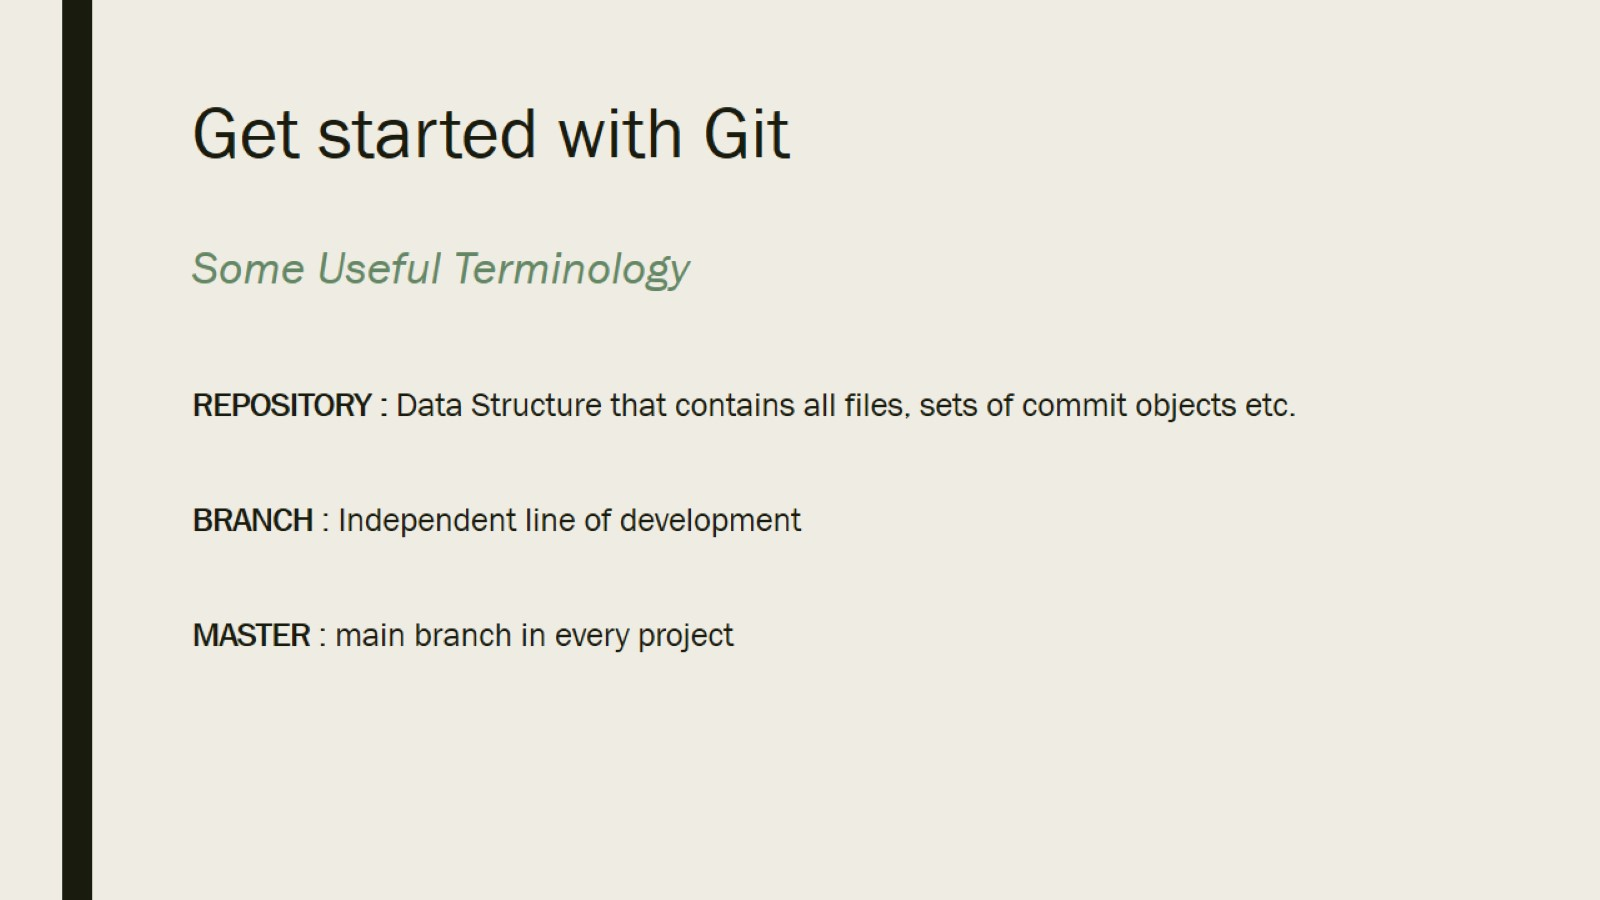 Get started with Git
Some Useful Terminology
REPOSITORY : Data Structure that contains all files, sets of commit objects etc.
BRANCH : Independent line of development
MASTER : main branch in every project